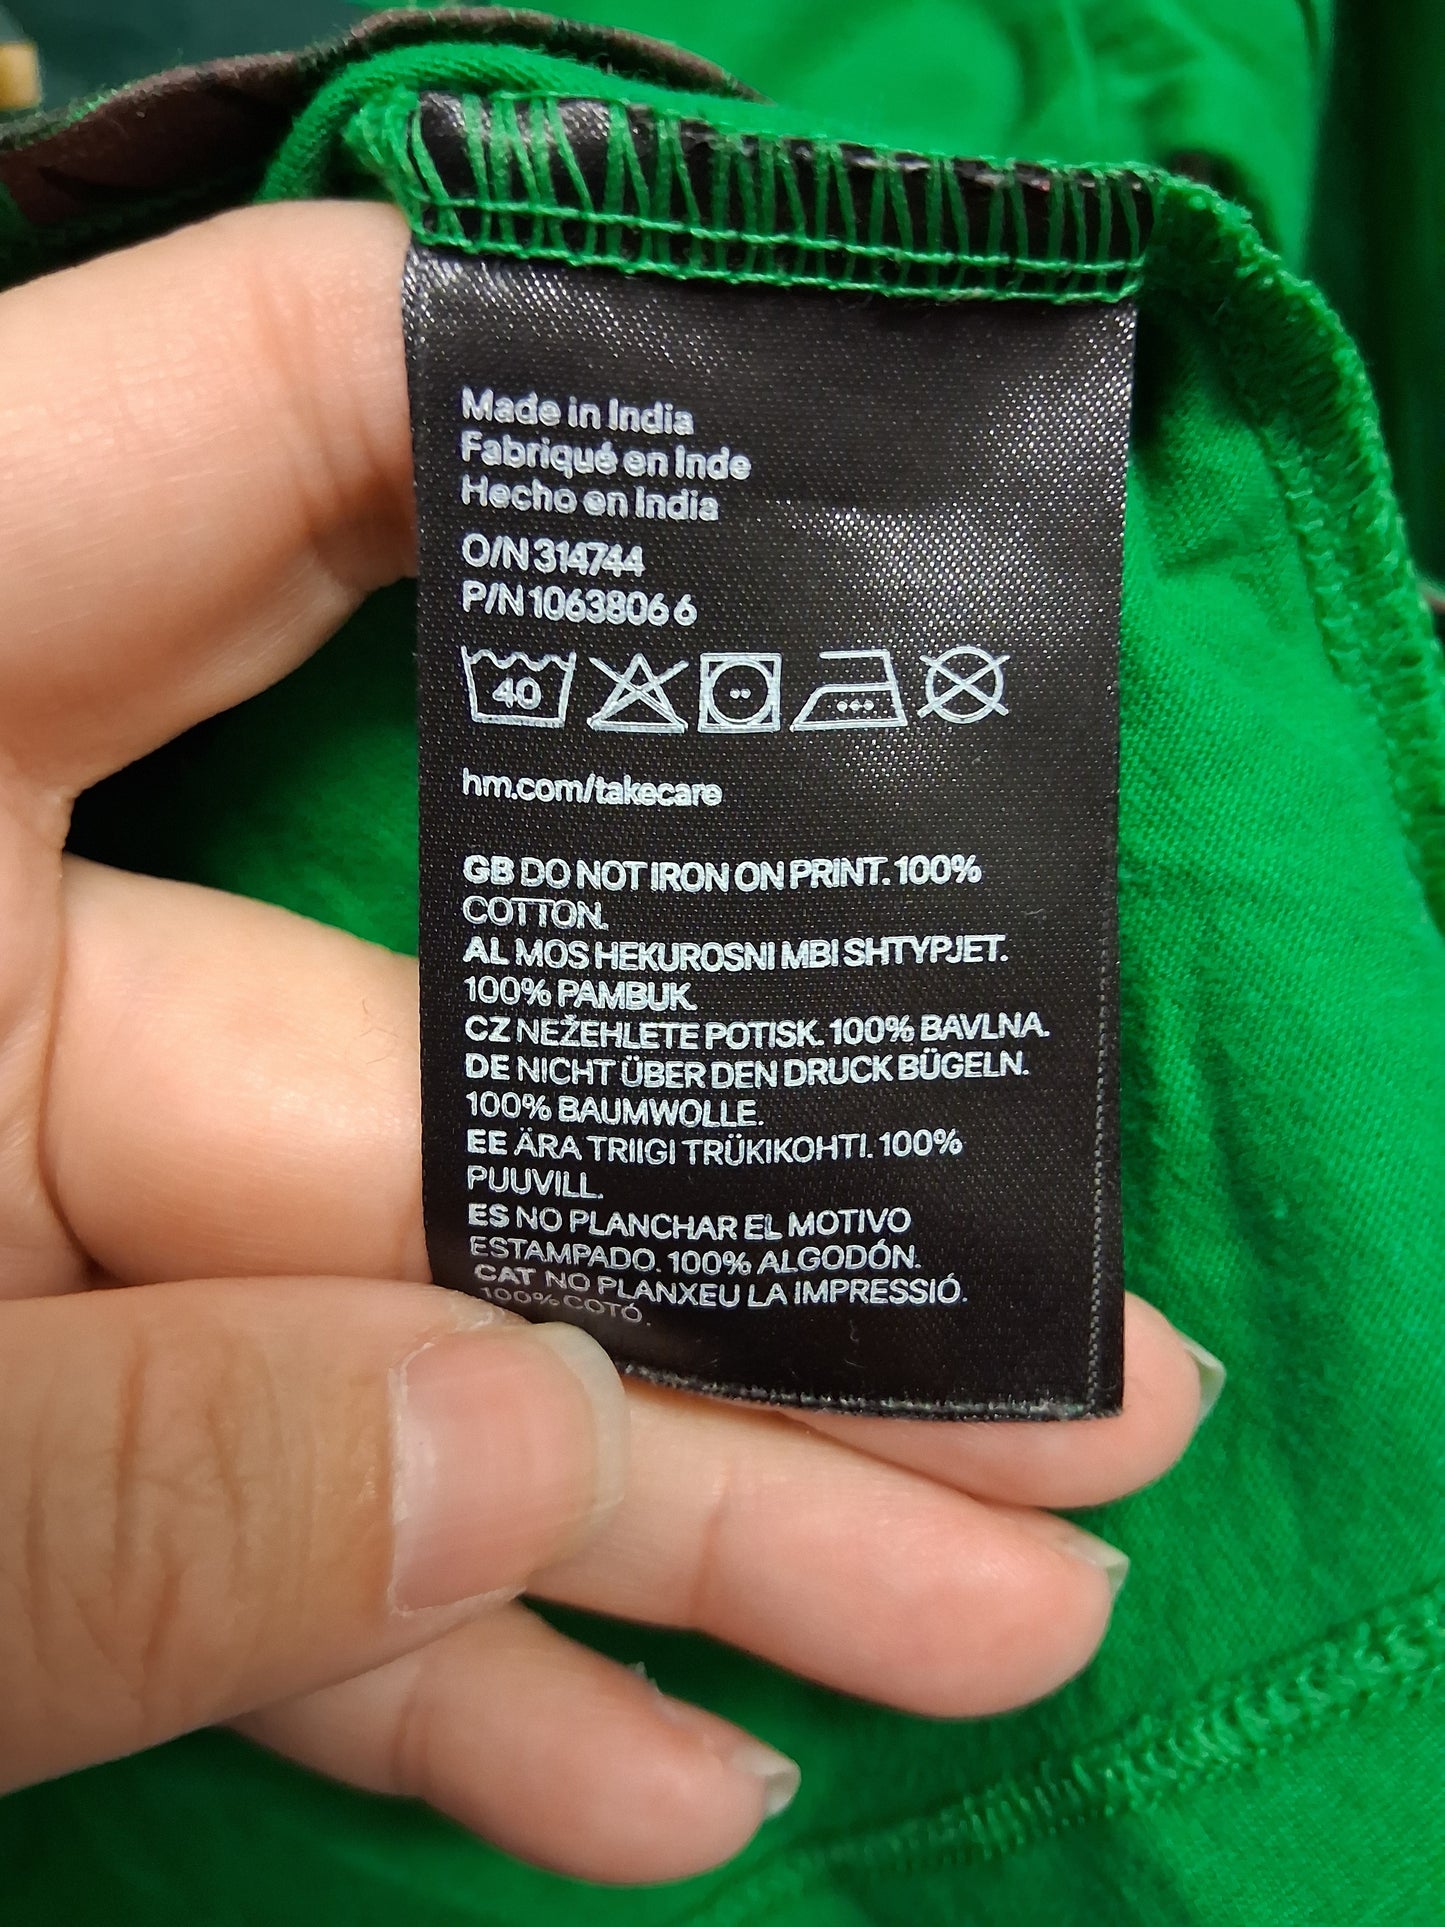 Made in India
Fabriqué en Inde
Hecho en India
O/N 314744
P/N 1063806 6
40
hm.com/takecare
GB DO NOT IRON ON PRINT. 100%
COTTON.
AL MOS HEKUROSNI MBI SHTYPJET.
100% PAMBUK.
CZ NEŽEHLETE POTISK. 100% BAVLNA.
DE NICHT ÜBER DEN DRUCK BÜGELN.
100% BAUMWOLLE.
EE ÄRA TRIIGI TRÜKIKOHTI. 100%
PUUVILL.
ES NO PLANCHAR EL MOTIVO
ESTAMPADO. 100% ALGODÓN.
CAT NO PLANXEU LA IMPRESSIÓ.
100% COTÓ.